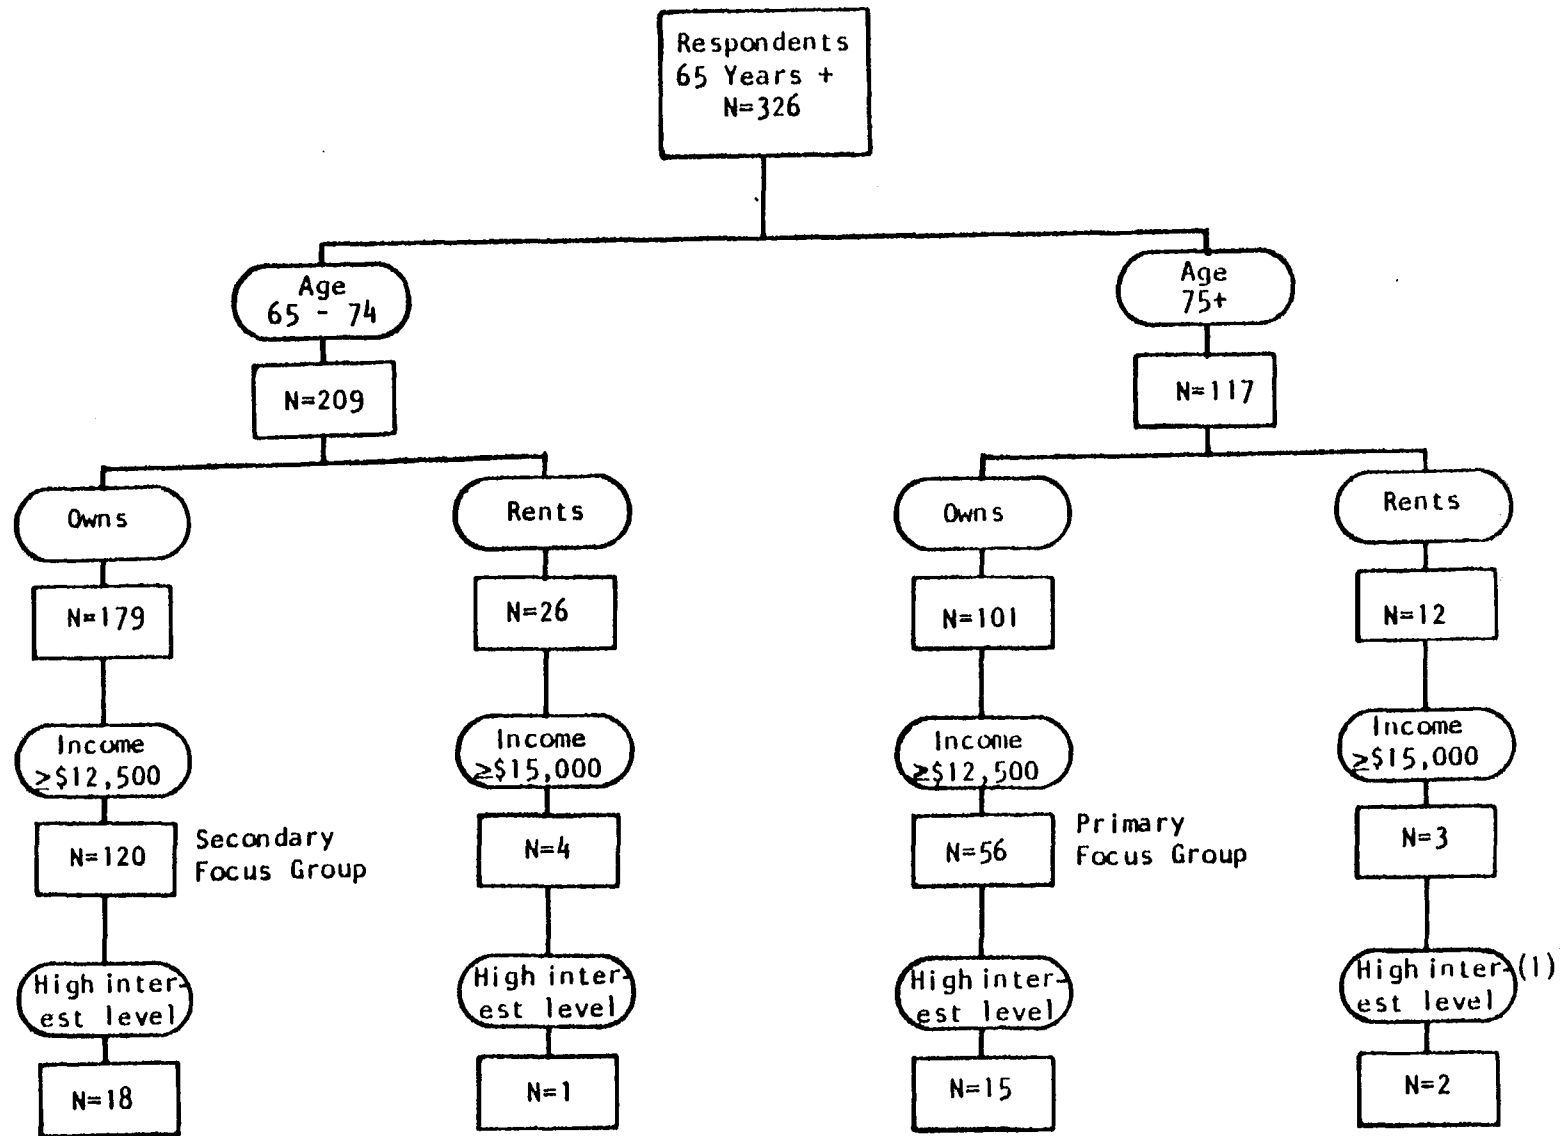 Respondents
65 Years +
N=326
Age
65 - 74
Age
75+
N=209
N=117
Owns
Rents
Owns
Rents
N=179
N=26
N=101
N=12
Income
≥$12,500
Income
≥$15,000
Income
≥$12,500
Income
≥$15,000
N=120
Secondary
Focus Group
N=4
N=56
Primary
Focus Group
N=3
High inter-
est level
High inter-
est level
High inter-
est level
High inter-(1)
est level
N=18
N=1
N=15
N=2